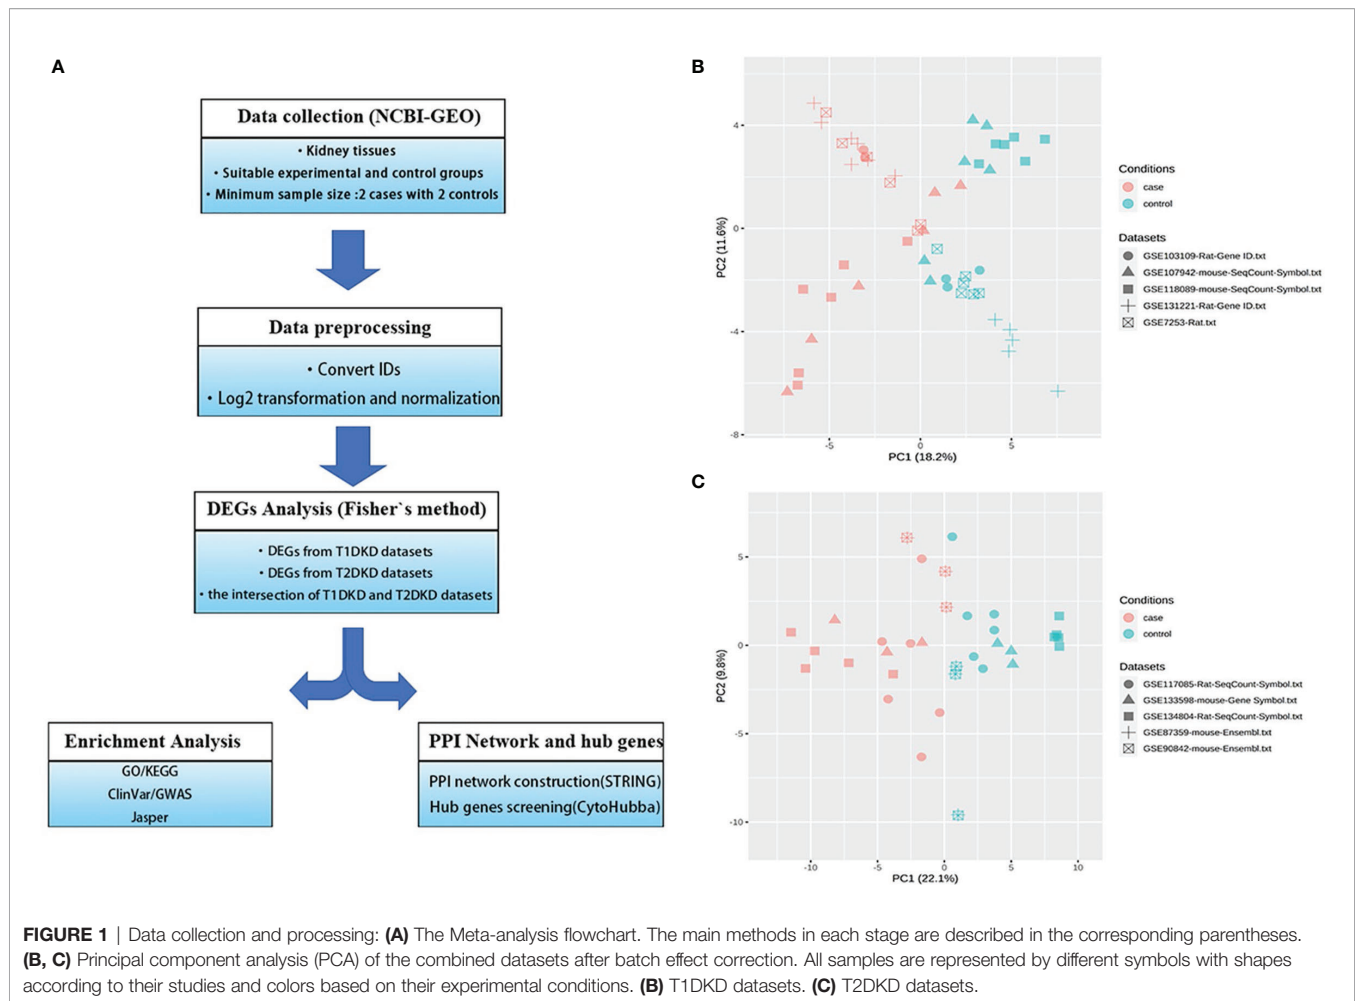 A
Data collection (NCBI-GEO)
• Kidney tissues
• Suitable experimental and control groups
• Minimum sample size :2 cases with 2 controls
Data preprocessing
• Convert IDs
• Log2 transformation and normalization
DEGs Analysis (Fisher`s method)
• DEGs from T1DKD datasets
• DEGs from T2DKD datasets
• the intersection of T1DKD and T2DKD datasets
Enrichment Analysis
GO/KEGG
ClinVar/GWAS
Jasper
PPI Network and hub genes
PPI network construction(STRING)
Hub genes screening(CytoHubba)
B
PC2 (11.6%)
4
0
-4
-8
-5
0
5
PC1 (18.2%)
Conditions
case
control
Datasets
GSE103109-Rat-Gene ID.txt
GSE107942-mouse-SeqCount-Symbol.txt
GSE118089-mouse-SeqCount-Symbol.txt
GSE131221-Rat-Gene ID.txt
GSE7253-Rat.txt
C
PC2 (9.8%)
5
0
-5
-10
-10
-5
0
5
10
PC1 (22.1%)
Conditions
case
control
Datasets
GSE117085-Rat-SeqCount-Symbol.txt
GSE133598-mouse-Gene Symbol.txt
GSE134804-Rat-SeqCount-Symbol.txt
GSE87359-mouse-Ensembl.txt
GSE90842-mouse-Ensembl.txt
FIGURE 1 | Data collection and processing: (A) The Meta-analysis flowchart. The main methods in each stage are described in the corresponding parentheses.
(B, C) Principal component analysis (PCA) of the combined datasets after batch effect correction. All samples are represented by different symbols with shapes
according to their studies and colors based on their experimental conditions. (B) T1DKD datasets. (C) T2DKD datasets.